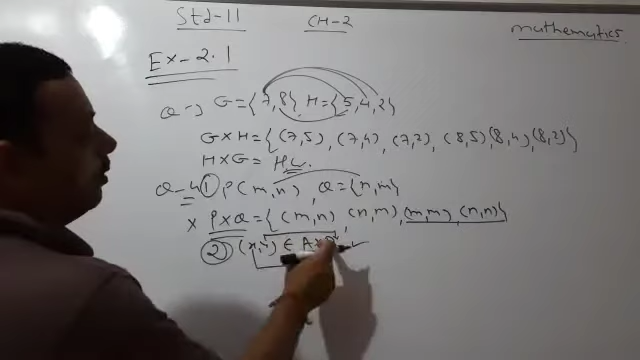 Std-11 CH-2 mathematics
Ex-2.1
Q-3 G={7,8} H={5,4,2}
G×H={(7,5), (7,4), (7,2), (8,5)(8,4)(8,2)}
H×G= HW.
Q-4 ① P(m,n) Q={n,m}
× P×Q={(m,n) (n,m), (m,m) (n,n)}
② (x,y) ∈ A×